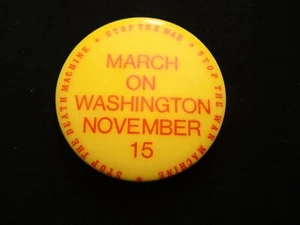 MARCH
ON
WASHINGTON
NOVEMBER
15
STOP THE WAR * STOP THE WAR MACHINE * STOP THE DEATH MACHINE *